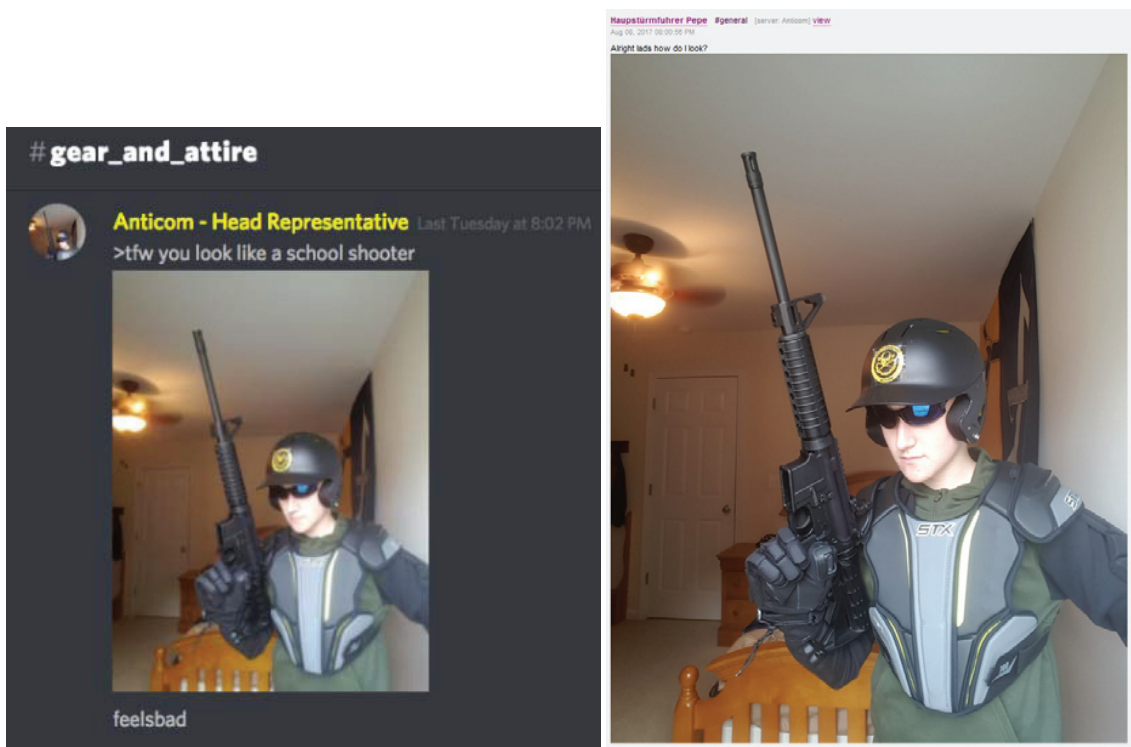 #gear_and_attire
Anticom - Head Representative Last Tuesday at 8:02 PM
>tfw you look like a school shooter
feelsbad
Haupstürmfuhrer Pepe #general [server: Anticom] view
Aug 08, 2017 08:00:55 PM
Alright lads how do I look?
STX